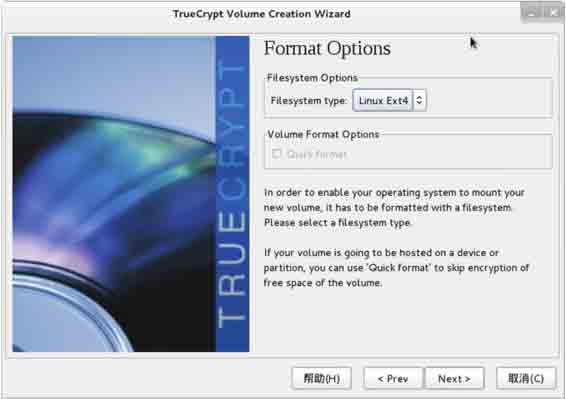 TrueCrypt Volume Creation Wizard
TRUECRYPT
Format Options
Filesystem Options
Filesystem type: Linux Ext4
Volume Format Options
Quick format
In order to enable your operating system to mount your
new volume, it has to be formatted with a filesystem.
Please select a filesystem type.
If your volume is going to be hosted on a device or
partition, you can use 'Quick format' to skip encryption of
free space of the volume.
帮助(H)
< Prev
Next >
取消(C)